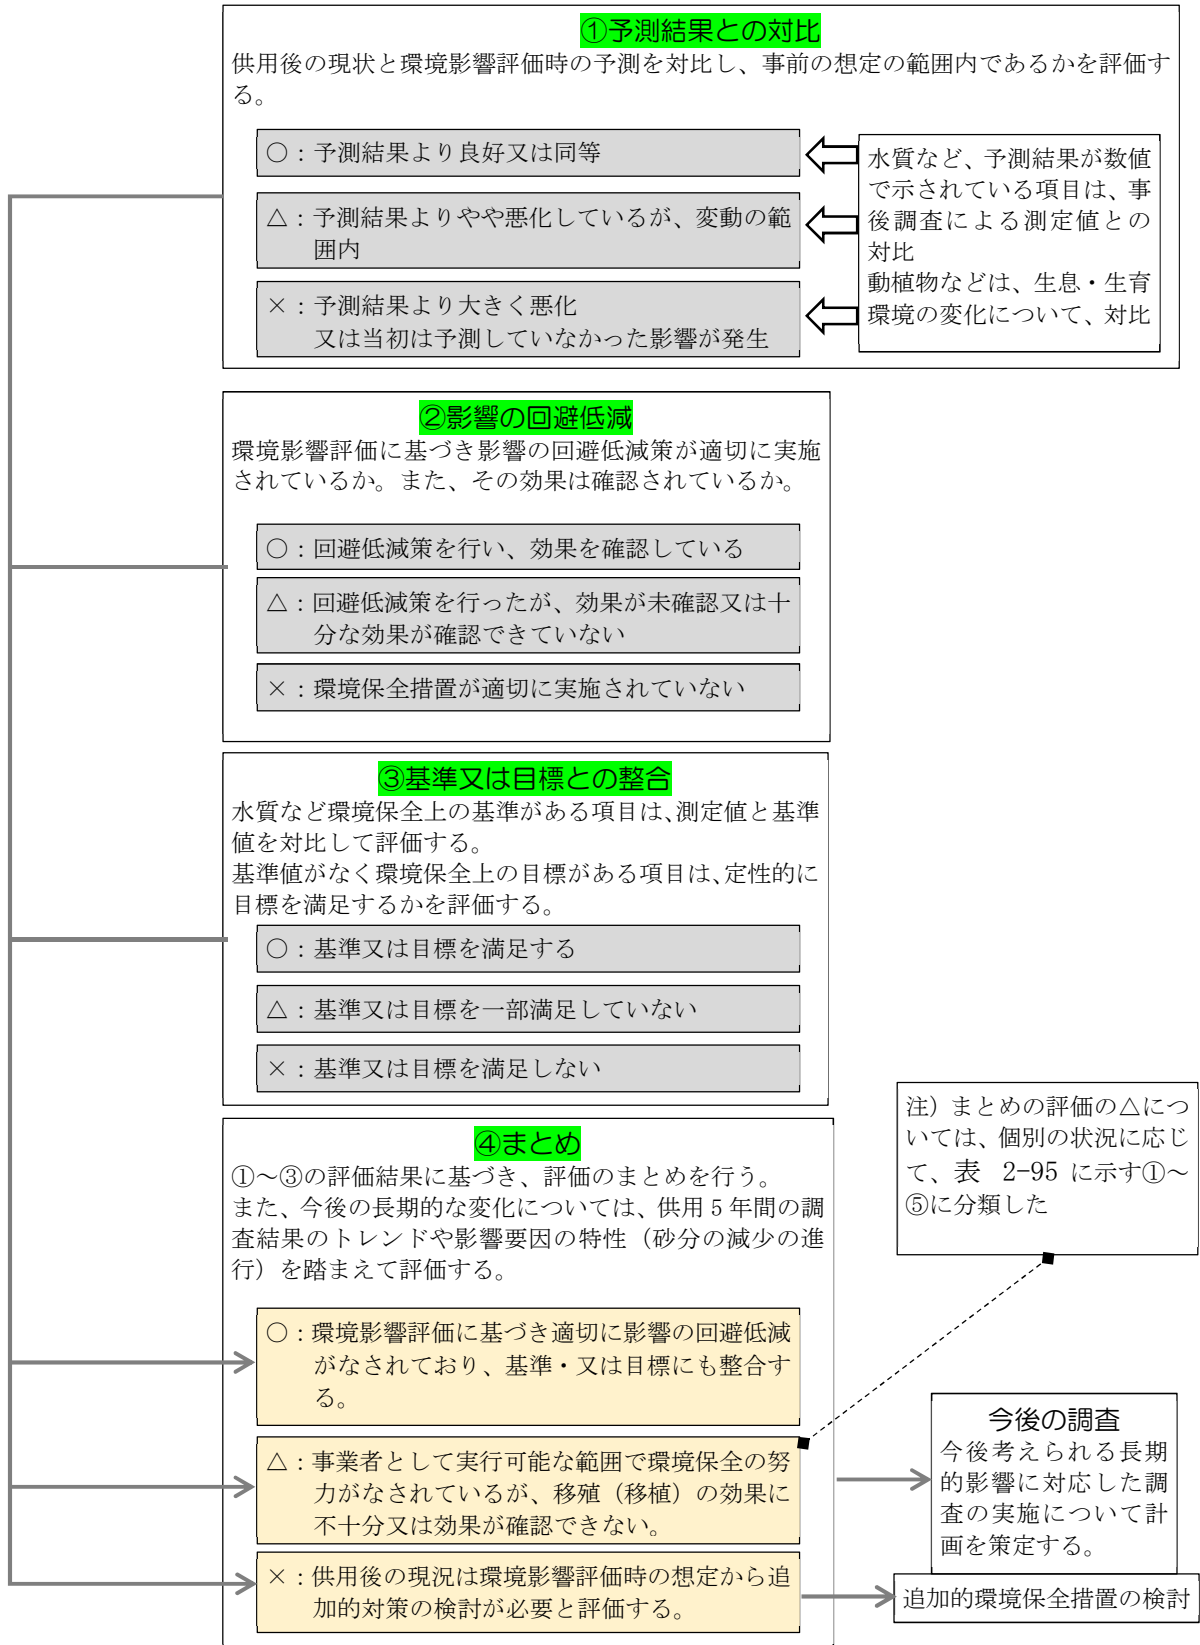 ①予測結果との対比
供用後の現状と環境影響評価時の予測を対比し、事前の想定の範囲内であるかを評価す
る。
○：予測結果より良好又は同等
△：予測結果よりやや悪化しているが、変動の範
囲内
×：予測結果より大きく悪化
又は当初は予測していなかった影響が発生
水質など、予測結果が数値
で示されている項目は、事
後調査による測定値との
対比
動植物などは、生息・生育
環境の変化について、対比
②影響の回避低減
環境影響評価に基づき影響の回避低減策が適切に実施
されているか。また、その効果は確認されているか。
○：回避低減策を行い、効果を確認している
△：回避低減策を行ったが、効果が未確認又は十
分な効果が確認できていない
×：環境保全措置が適切に実施されていない
③基準又は目標との整合
水質など環境保全上の基準がある項目は、測定値と基準
値を対比して評価する。
基準値がなく環境保全上の目標がある項目は、定性的に
目標を満足するかを評価する。
○：基準又は目標を満足する
△：基準又は目標を一部満足していない
×：基準又は目標を満足しない
注）まとめの評価の△につ
いては、個別の状況に応じ
て、表 2-95 に示す①～
⑤に分類した
④まとめ
①～③の評価結果に基づき、評価のまとめを行う。
また、今後の長期的な変化については、供用 5 年間の調
査結果のトレンドや影響要因の特性（砂分の減少の進
行）を踏まえて評価する。
○：環境影響評価に基づき適切に影響の回避低減
がなされており、基準・又は目標にも整合す
る。
△：事業者として実行可能な範囲で環境保全の努
力がなされているが、移殖（移植）の効果に
不十分又は効果が確認できない。
×：供用後の現況は環境影響評価時の想定から追
加的対策の検討が必要と評価する。
今後の調査
今後考えられる長期
的影響に対応した調
査の実施について計
画を策定する。
追加的環境保全措置の検討